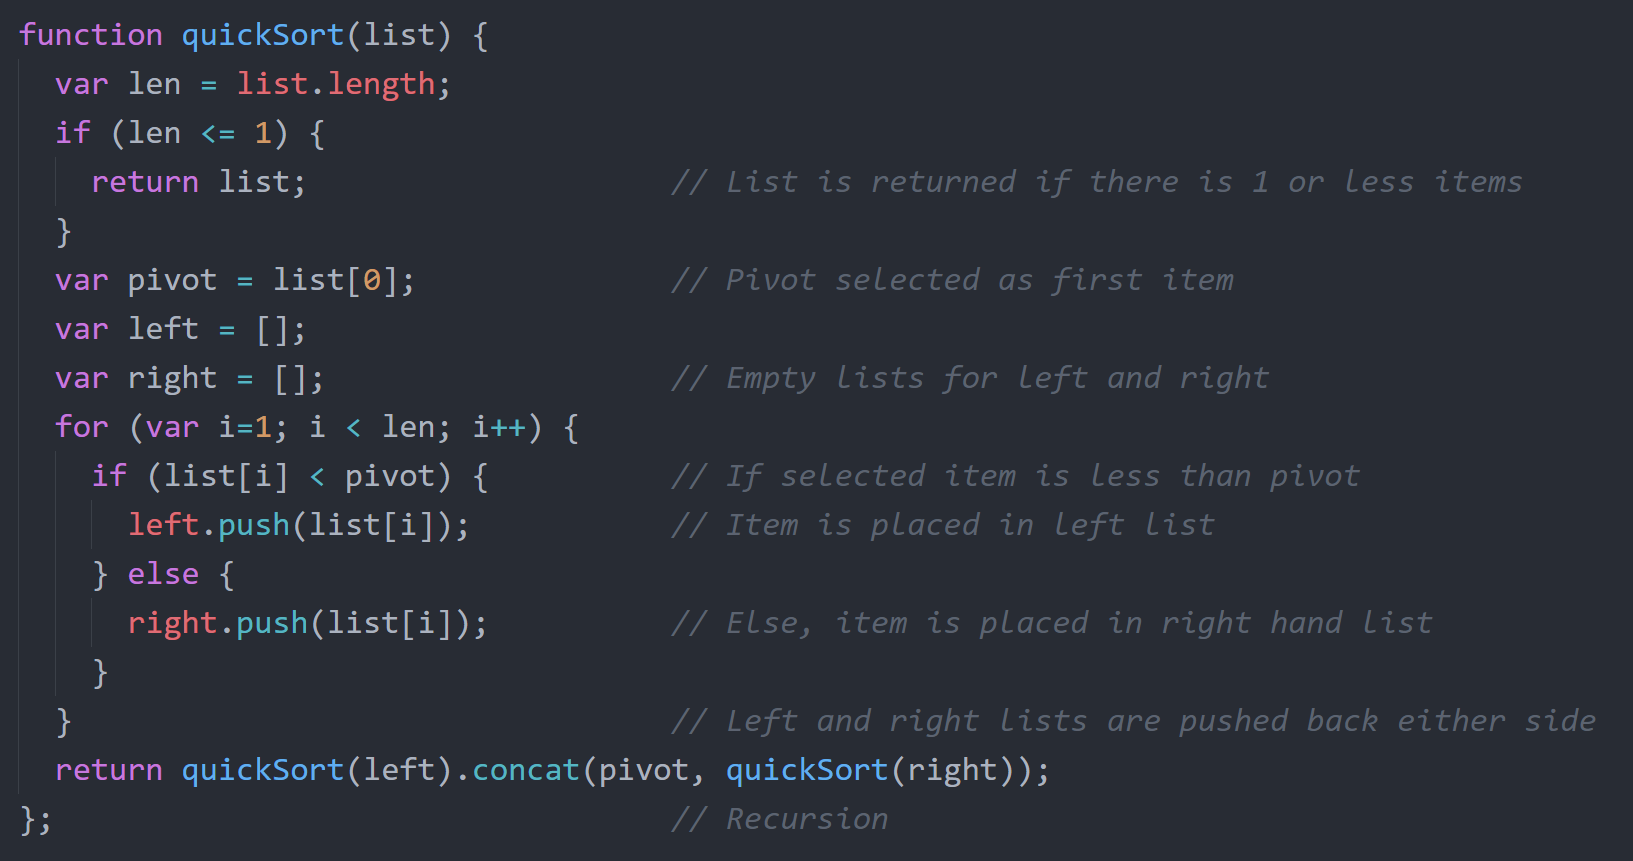 function quickSort(list) {
  var len = list.length;
  if (len <= 1) {
    return list;                    // List is returned if there is 1 or less items
  }
  var pivot = list[0];              // Pivot selected as first item
  var left = [];
  var right = [];                   // Empty lists for left and right
  for (var i=1; i < len; i++) {
    if (list[i] < pivot) {          // If selected item is less than pivot
      left.push(list[i]);           // Item is placed in left list
    } else {
      right.push(list[i]);          // Else, item is placed in right hand list
    }
  }                                 // Left and right lists are pushed back either side
  return quickSort(left).concat(pivot, quickSort(right));
};                                  // Recursion